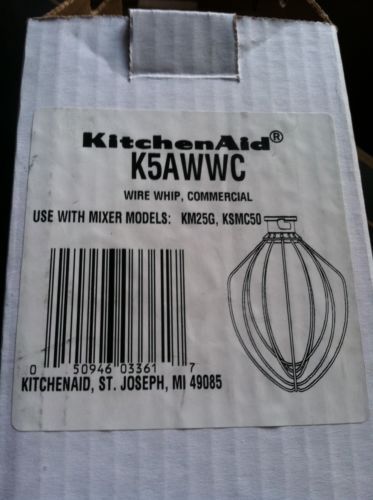 KitchenAid®
K5AWWC
WIRE WHIP, COMMERCIAL
USE WITH MIXER MODELS: KM25G, KSMC50
0 50946 03361 7
KITCHENAID, ST. JOSEPH, MI 49085